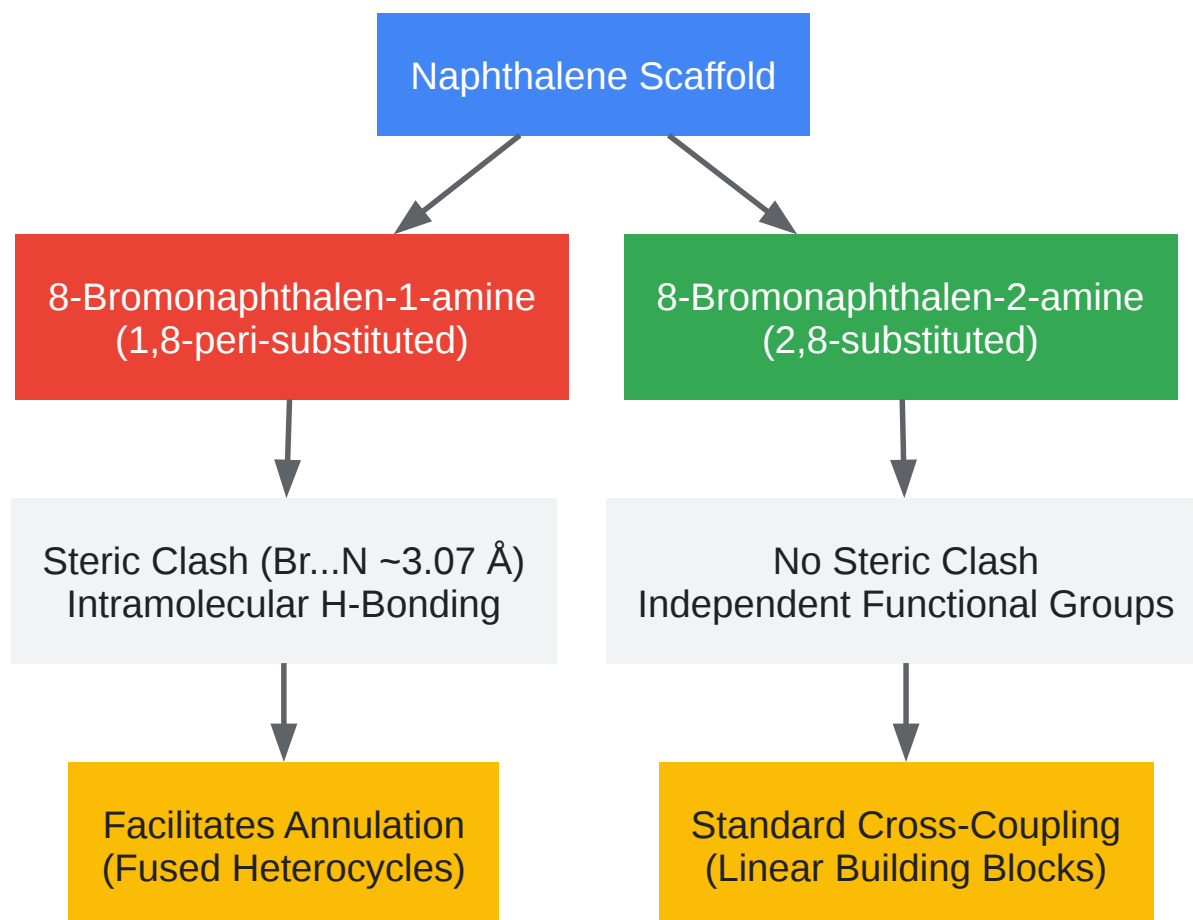 Naphthalene Scaffold
8-Bromonaphthalen-1-amine
(1,8-peri-substituted)
8-Bromonaphthalen-2-amine
(2,8-substituted)
Steric Clash (Br...N ~3.07 Å)
Intramolecular H-Bonding
No Steric Clash
Independent Functional Groups
Facilitates Annulation
(Fused Heterocycles)
Standard Cross-Coupling
(Linear Building Blocks)